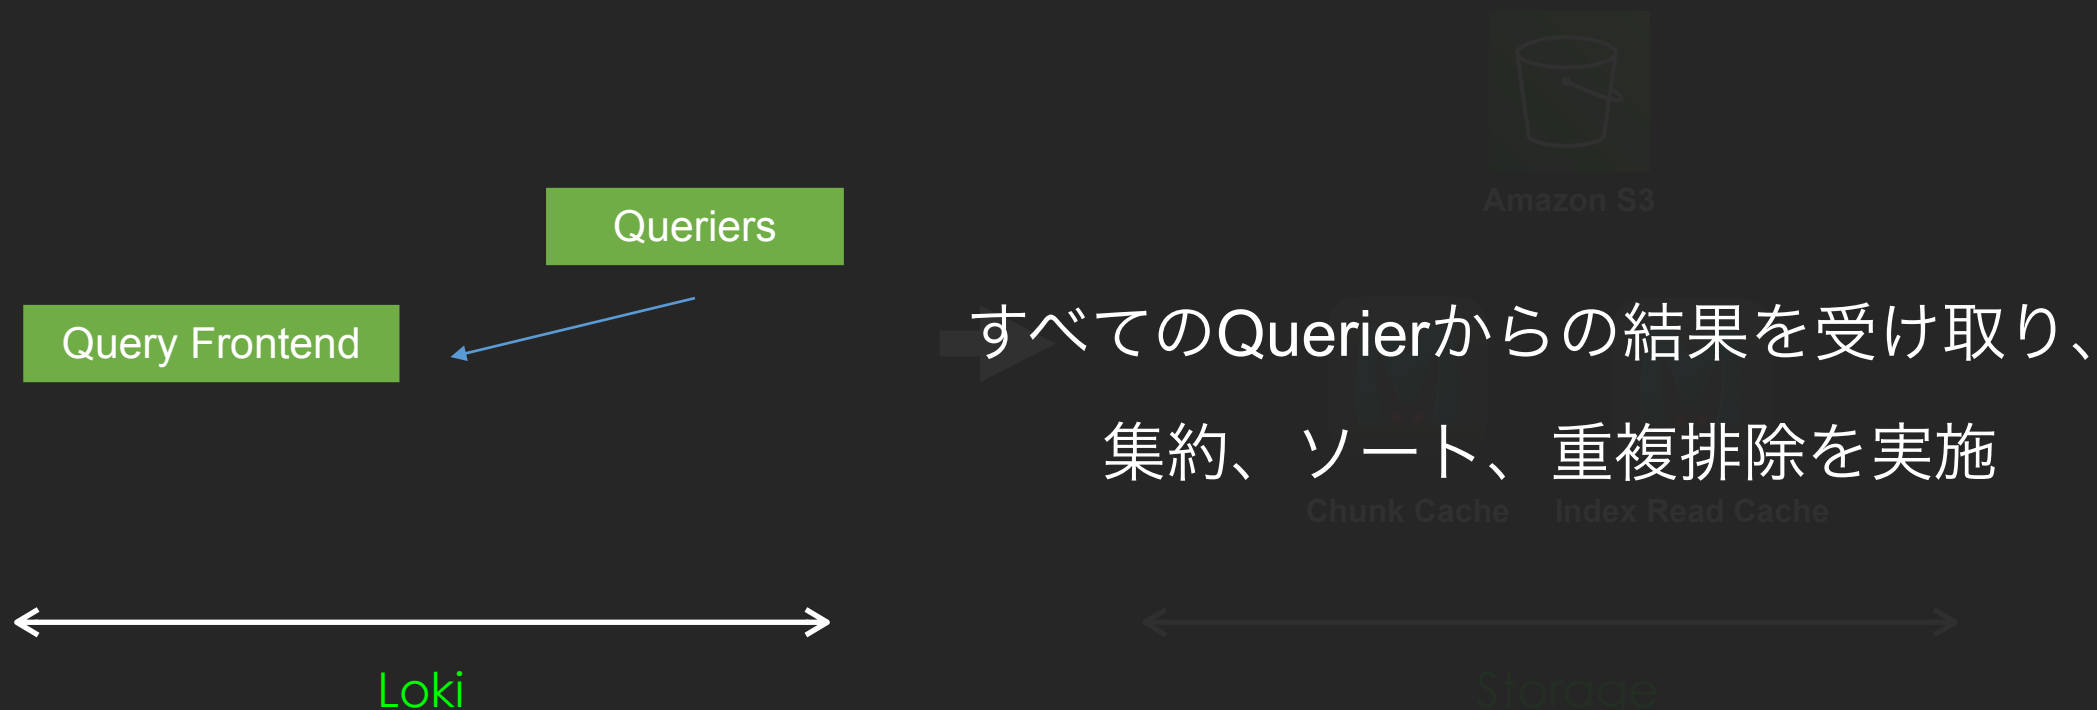 Amazon S3
Queriers
Query Frontend
すべてのQuerierからの結果を受け取り、
集約、ソート、重複排除を実施
Chunk Cache
Index Read Cache
Loki
Storage